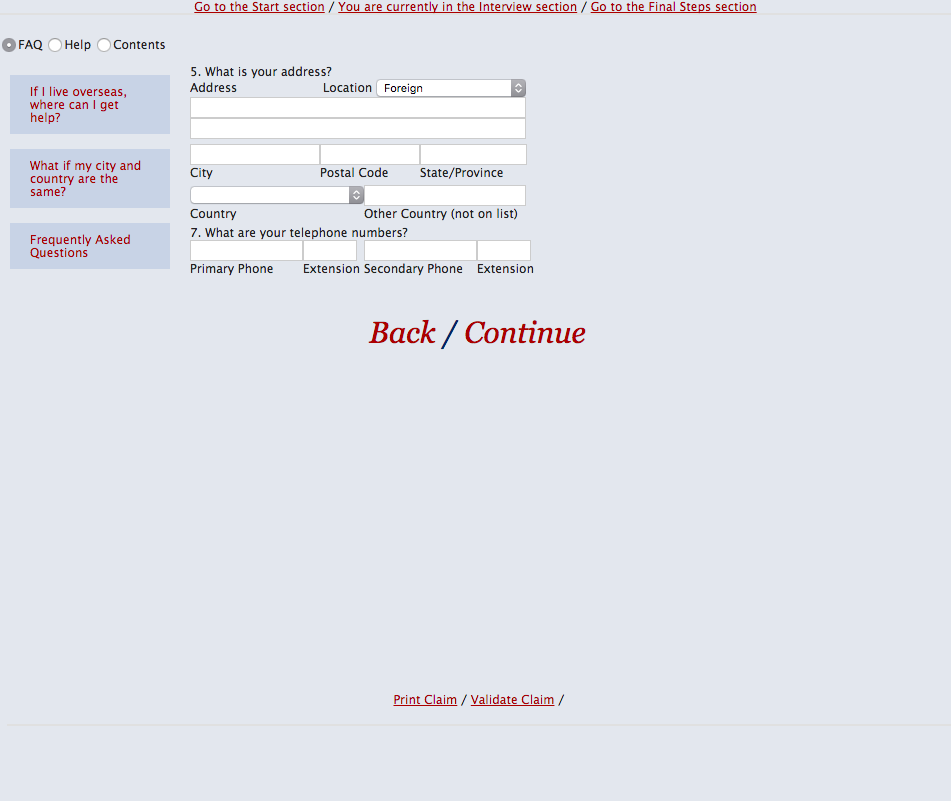 Go to the Start section / You are currently in the Interview section / Go to the Final Steps section
FAQ Help Contents
If I live overseas,
where can I get
help?
What if my city and
country are the
same?
Frequently Asked
Questions
5. What is your address?
Address Location Foreign
City Postal Code State/Province
Country Other Country (not on list)
7. What are your telephone numbers?
Primary Phone Extension Secondary Phone Extension
Back / Continue
Print Claim / Validate Claim /